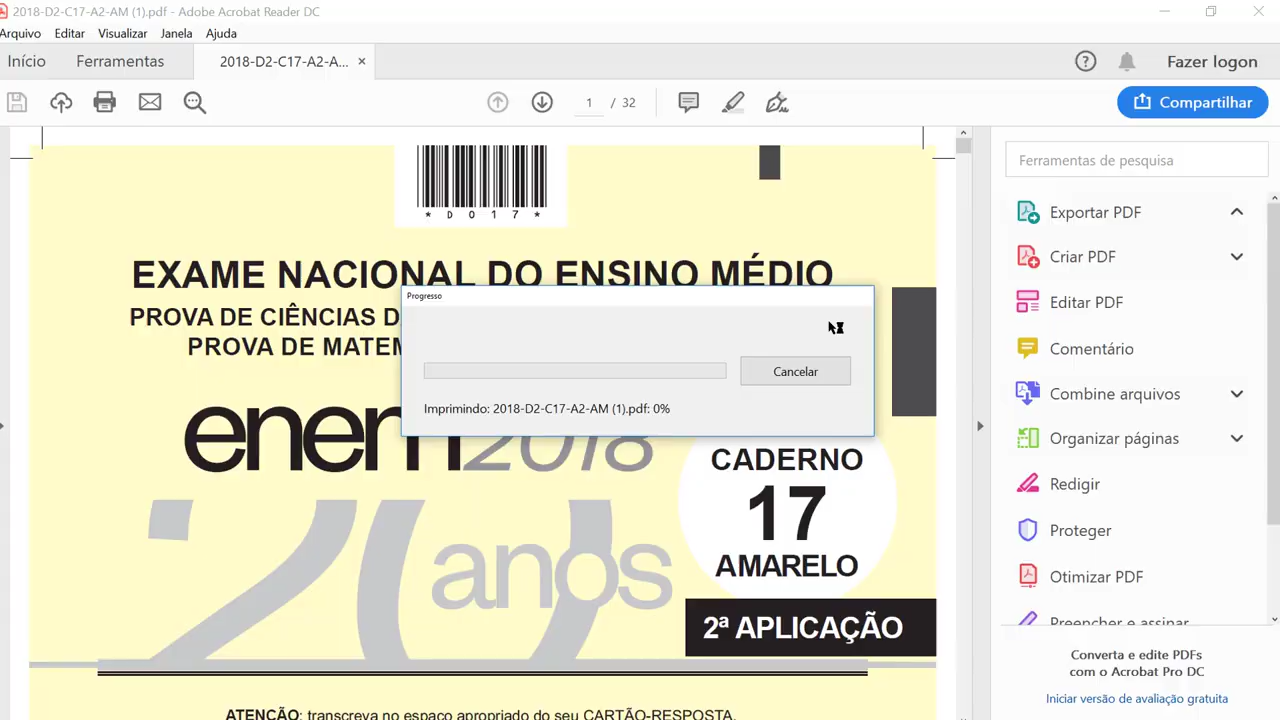 2018-D2-C17-A2-AM (1).pdf - Adobe Acrobat Reader DC
Arquivo Editar Visualizar Janela Ajuda
Início Ferramentas 2018-D2-C17-A2-A... × Fazer logon
1 / 32 Compartilhar
Ferramentas de pesquisa
Exportar PDF
Criar PDF
Editar PDF
Comentário
Combine arquivos
Organizar páginas
Redigir
Proteger
Otimizar PDF
Preencher e assinar
Converta e edite PDFs
com o Acrobat Pro DC
Iniciar versão de avaliação gratuita
* D 0 1 7 *
EXAME NACIONAL DO ENSINO MÉDIO
PROVA DE CIÊNCIAS D
PROVA DE MATEM
Progresso
Cancelar
Imprimindo: 2018-D2-C17-A2-AM (1).pdf: 0%
enem2018
20 anos
CADERNO
17
AMARELO
2ª APLICAÇÃO
ATENÇÃO: transcreva no espaço apropriado do seu CARTÃO-RESPOSTA,